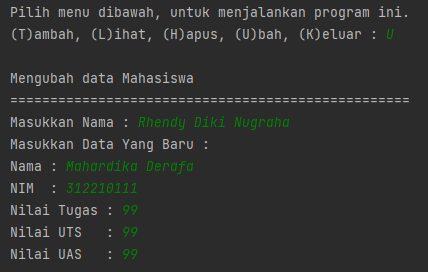 Pilih menu dibawah, untuk menjalankan program ini.
(T)ambah, (L)ihat, (H)apus, (U)bah, (K)eluar : U
Mengubah data Mahasiswa
==================================================
Masukkan Nama : Rhendy Diki Nugraha
Masukkan Data Yang Baru :
Nama : Mahardika Derafa
NIM  : 312210111
Nilai Tugas : 99
Nilai UTS   : 99
Nilai UAS   : 99